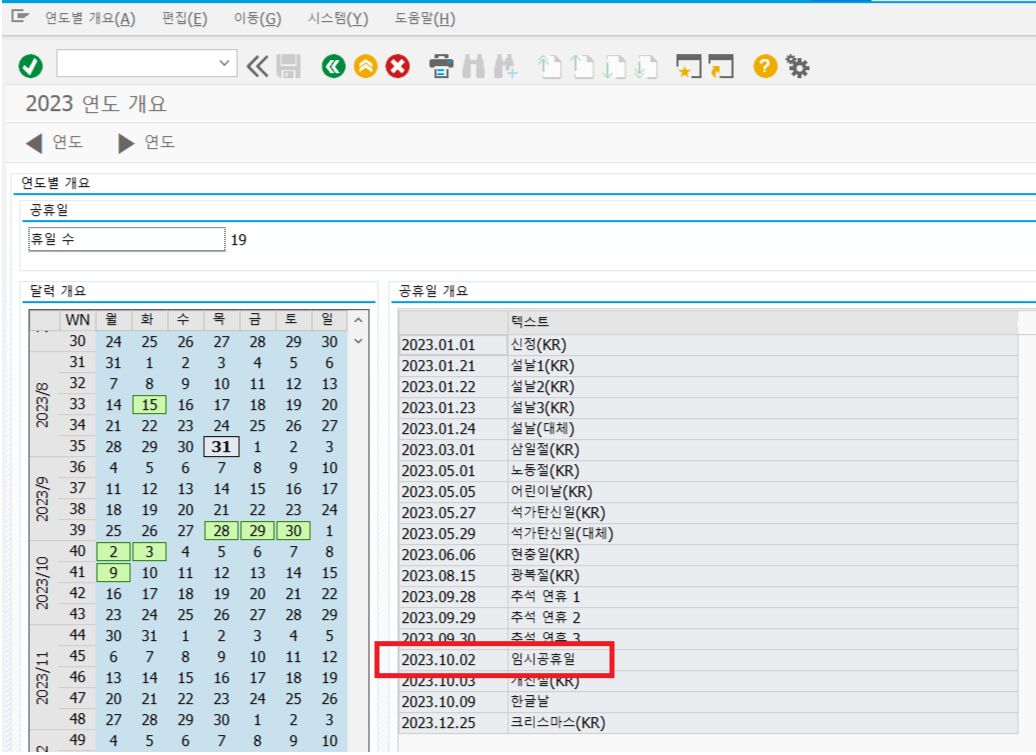 연도별 개요(A) 편집(E) 이동(G) 시스템(Y) 도움말(H)
2023 연도 개요
연도 연도
연도별 개요
공휴일
휴일 수 19
달력 개요
WN 월 화 수 목 금 토 일
30 24 25 26 27 28 29 30
31 31 1 2 3 4 5 6
32 7 8 9 10 11 12 13
2023/8
33 14 15 16 17 18 19 20
34 21 22 23 24 25 26 27
35 28 29 30 31 1 2 3
36 4 5 6 7 8 9 10
2023/9
37 11 12 13 14 15 16 17
38 18 19 20 21 22 23 24
39 25 26 27 28 29 30 1
40 2 3 4 5 6 7 8
2023/10
41 9 10 11 12 13 14 15
42 16 17 18 19 20 21 22
43 23 24 25 26 27 28 29
44 30 31 1 2 3 4 5
2023/11
45 6 7 8 9 10 11 12
46 13 14 15 16 17 18 19
47 20 21 22 23 24 25 26
48 27 28 29 30 1 2 3
49 4 5 6 7 8 9 10
공휴일 개요
텍스트
2023.01.01 신정(KR)
2023.01.21 설날1(KR)
2023.01.22 설날2(KR)
2023.01.23 설날3(KR)
2023.01.24 설날(대체)
2023.03.01 삼일절(KR)
2023.05.01 노동절(KR)
2023.05.05 어린이날(KR)
2023.05.27 석가탄신일(KR)
2023.05.29 석가탄신일(대체)
2023.06.06 현충일(KR)
2023.08.15 광복절(KR)
2023.09.28 추석 연휴 1
2023.09.29 추석 연휴 2
2023.09.30 추석 연휴 3
2023.10.02 임시공휴일
2023.10.03 개천절(KR)
2023.10.09 한글날
2023.12.25 크리스마스(KR)